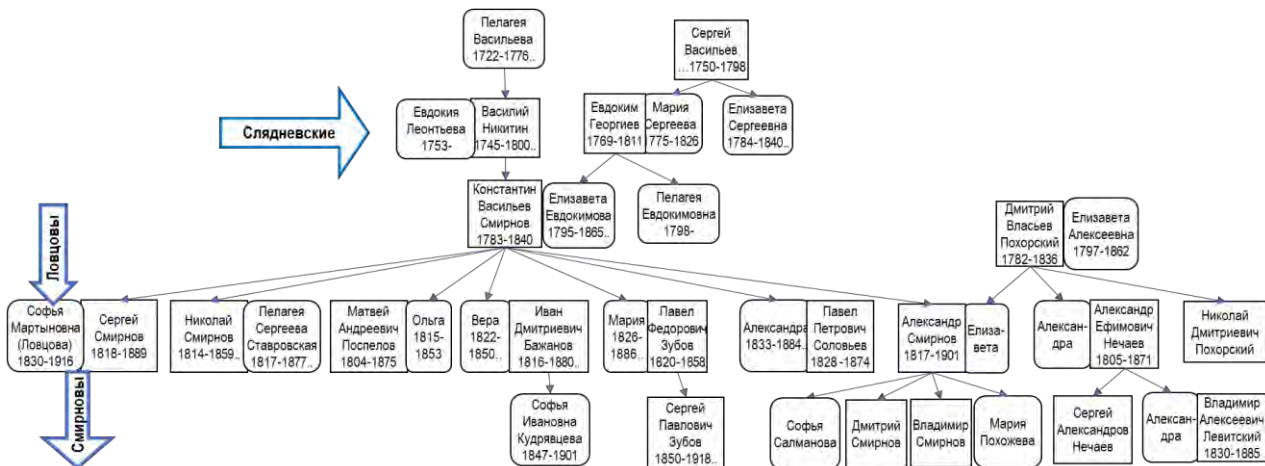 Пелагея
Васильева
1722-1776..
Сергей
Васильев
...1750-1798
Слядневские
Евдокия
Леонтьева
1753-
Василий
Никитин
1745-1800..
Евдоким
Георгиев
1769-1811
Мария
Сергеева
1775-1826
Елизавета
Сергеевна
1784-1840..
Константин
Васильев
Смирнов
1783-1840
Елизавета
Евдокимова
1795-1865..
Пелагея
Евдокимовна
1798-
Дмитрий
Власьев
Похорский
1782-1836
Елизавета
Алексеевна
1797-1862
Ловцовы
Софья
Мартыновна
(Ловцова)
1830-1916
Сергей
Смирнов
1818-1889
Николай
Смирнов
1814-1859..
Пелагея
Сергеева
Ставровская
1817-1877..
Матвей
Андреевич
Поспелов
1804-1875
Ольга
1815-
1853
Вера
1822-
1850..
Иван
Дмитриевич
Бажанов
1816-1880..
Мария
1826-
1886..
Павел
Федорович
Зубов
1820-1858
Александра
1833-1884..
Павел
Петрович
Соловьев
1828-1874
Александр
Смирнов
1817-1901
Елиза-
вета
Алексан-
дра
Александр
Ефимович
Нечаев
1805-1871
Николай
Дмитриевич
Похорский
Смирновы
Софья
Ивановна
Кудрявцева
1847-1901
Сергей
Павлович
Зубов
1850-1918..
Софья
Салманова
Дмитрий
Смирнов
Владимир
Смирнов
Мария
Похожева
Сергей
Александров
Нечаев
Алексан-
дра
Владимир
Алексеевич
Левитский
1830-1885